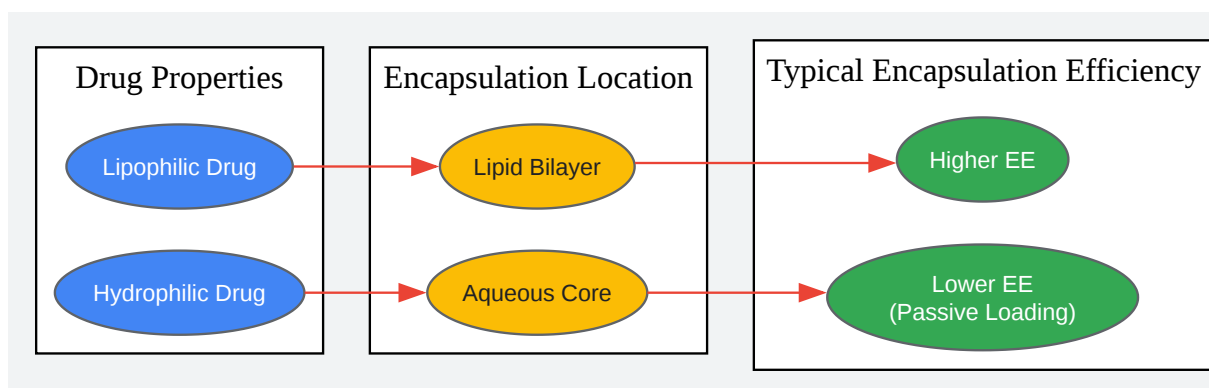 Drug Properties
Encapsulation Location
Typical Encapsulation Efficiency
Lipophilic Drug
Lipid Bilayer
Higher EE
Hydrophilic Drug
Aqueous Core
Lower EE
(Passive Loading)